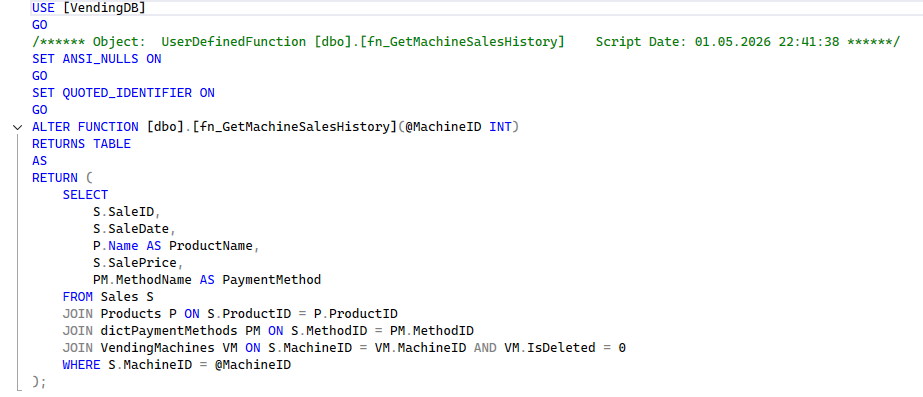 USE [VendingDB]
GO
/****** Object:  UserDefinedFunction [dbo].[fn_GetMachineSalesHistory]    Script Date: 01.05.2026 22:41:38 ******/
SET ANSI_NULLS ON
GO
SET QUOTED_IDENTIFIER ON
GO
ALTER FUNCTION [dbo].[fn_GetMachineSalesHistory](@MachineID INT)
RETURNS TABLE
AS
RETURN (
    SELECT
        S.SaleID,
        S.SaleDate,
        P.Name AS ProductName,
        S.SalePrice,
        PM.MethodName AS PaymentMethod
    FROM Sales S
    JOIN Products P ON S.ProductID = P.ProductID
    JOIN dictPaymentMethods PM ON S.MethodID = PM.MethodID
    JOIN VendingMachines VM ON S.MachineID = VM.MachineID AND VM.IsDeleted = 0
    WHERE S.MachineID = @MachineID
);